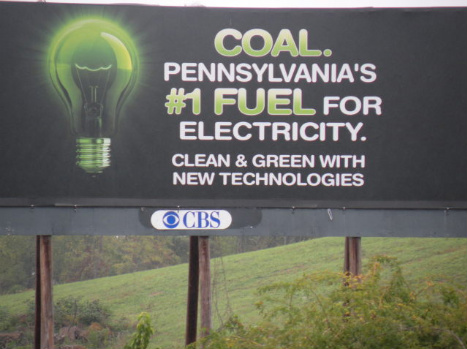 COAL.
PENNSYLVANIA'S
#1 FUEL FOR
ELECTRICITY.
CLEAN & GREEN WITH
NEW TECHNOLOGIES
CBS